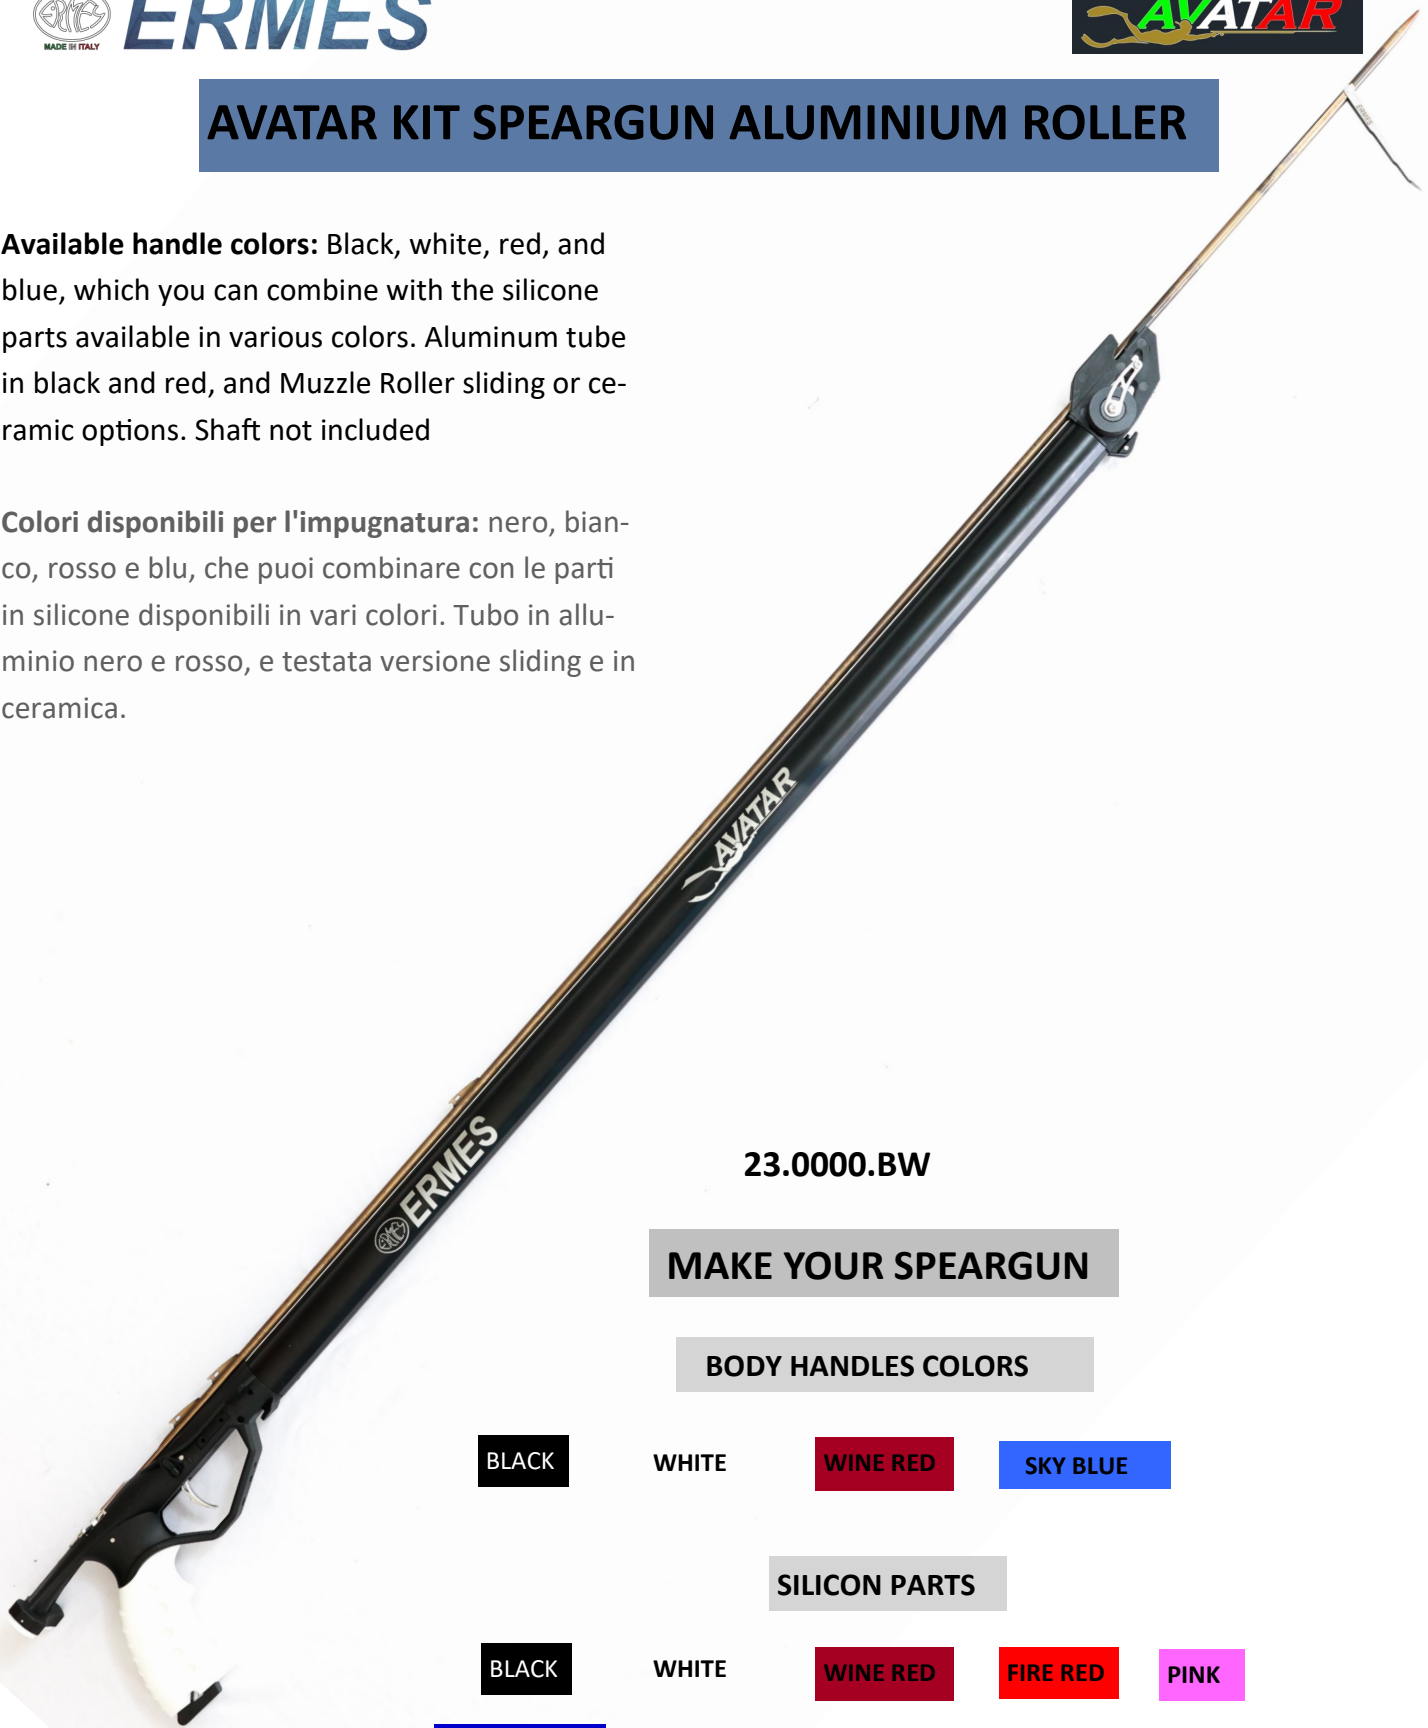 MADE IN ITALY
ERMES
AVATAR
AVATAR KIT SPEARGUN ALUMINIUM ROLLER
Available handle colors: Black, white, red, and
blue, which you can combine with the silicone
parts available in various colors. Aluminum tube
in black and red, and Muzzle Roller sliding or ce-
ramic options. Shaft not included
Colori disponibili per l'impugnatura: nero, bian-
co, rosso e blu, che puoi combinare con le parti
in silicone disponibili in vari colori. Tubo in allu-
minio nero e rosso, e testata versione sliding e in
ceramica.
ERMES
AVATAR
ERMES
23.0000.BW
MAKE YOUR SPEARGUN
BODY HANDLES COLORS
BLACK
WHITE
WINE RED
SKY BLUE
SILICON PARTS
BLACK
WHITE
WINE RED
FIRE RED
PINK